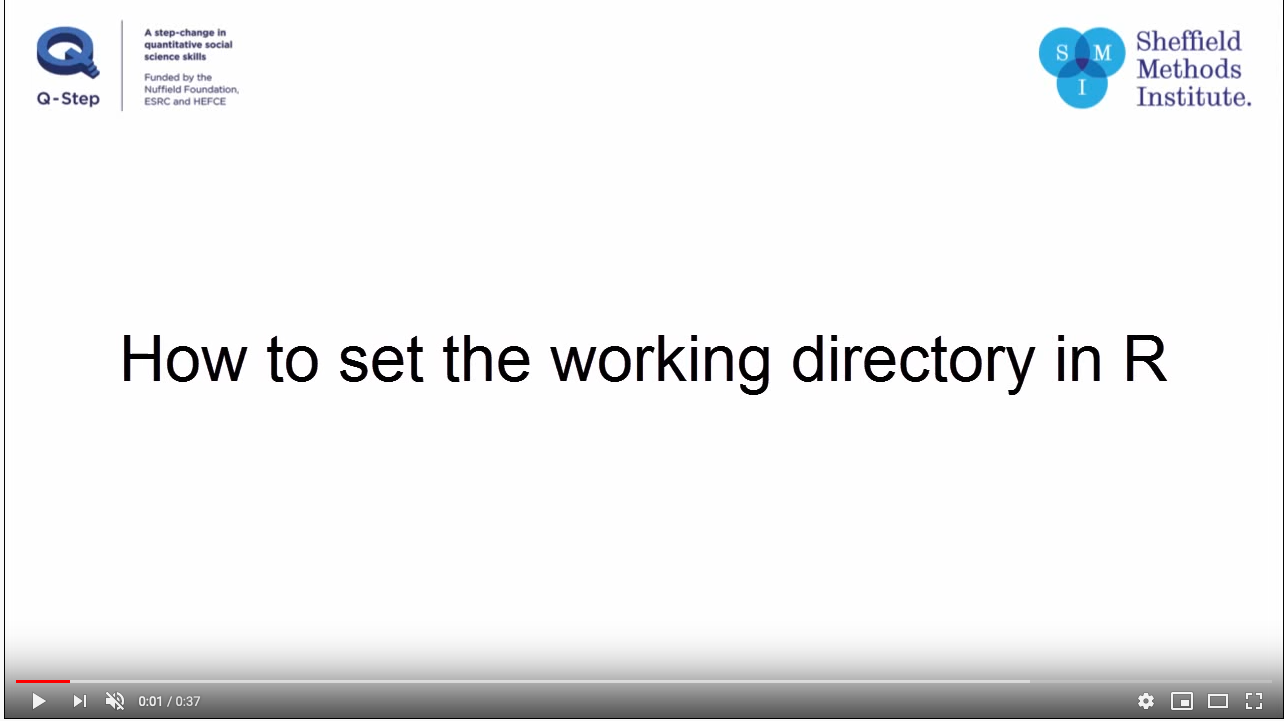 Q-Step
A step-change in
quantitative social
science skills
Funded by the
Nuffield Foundation,
ESRC and HEFCE
S M
I
Sheffield
Methods
Institute.
How to set the working directory in R
0:01 / 0:37